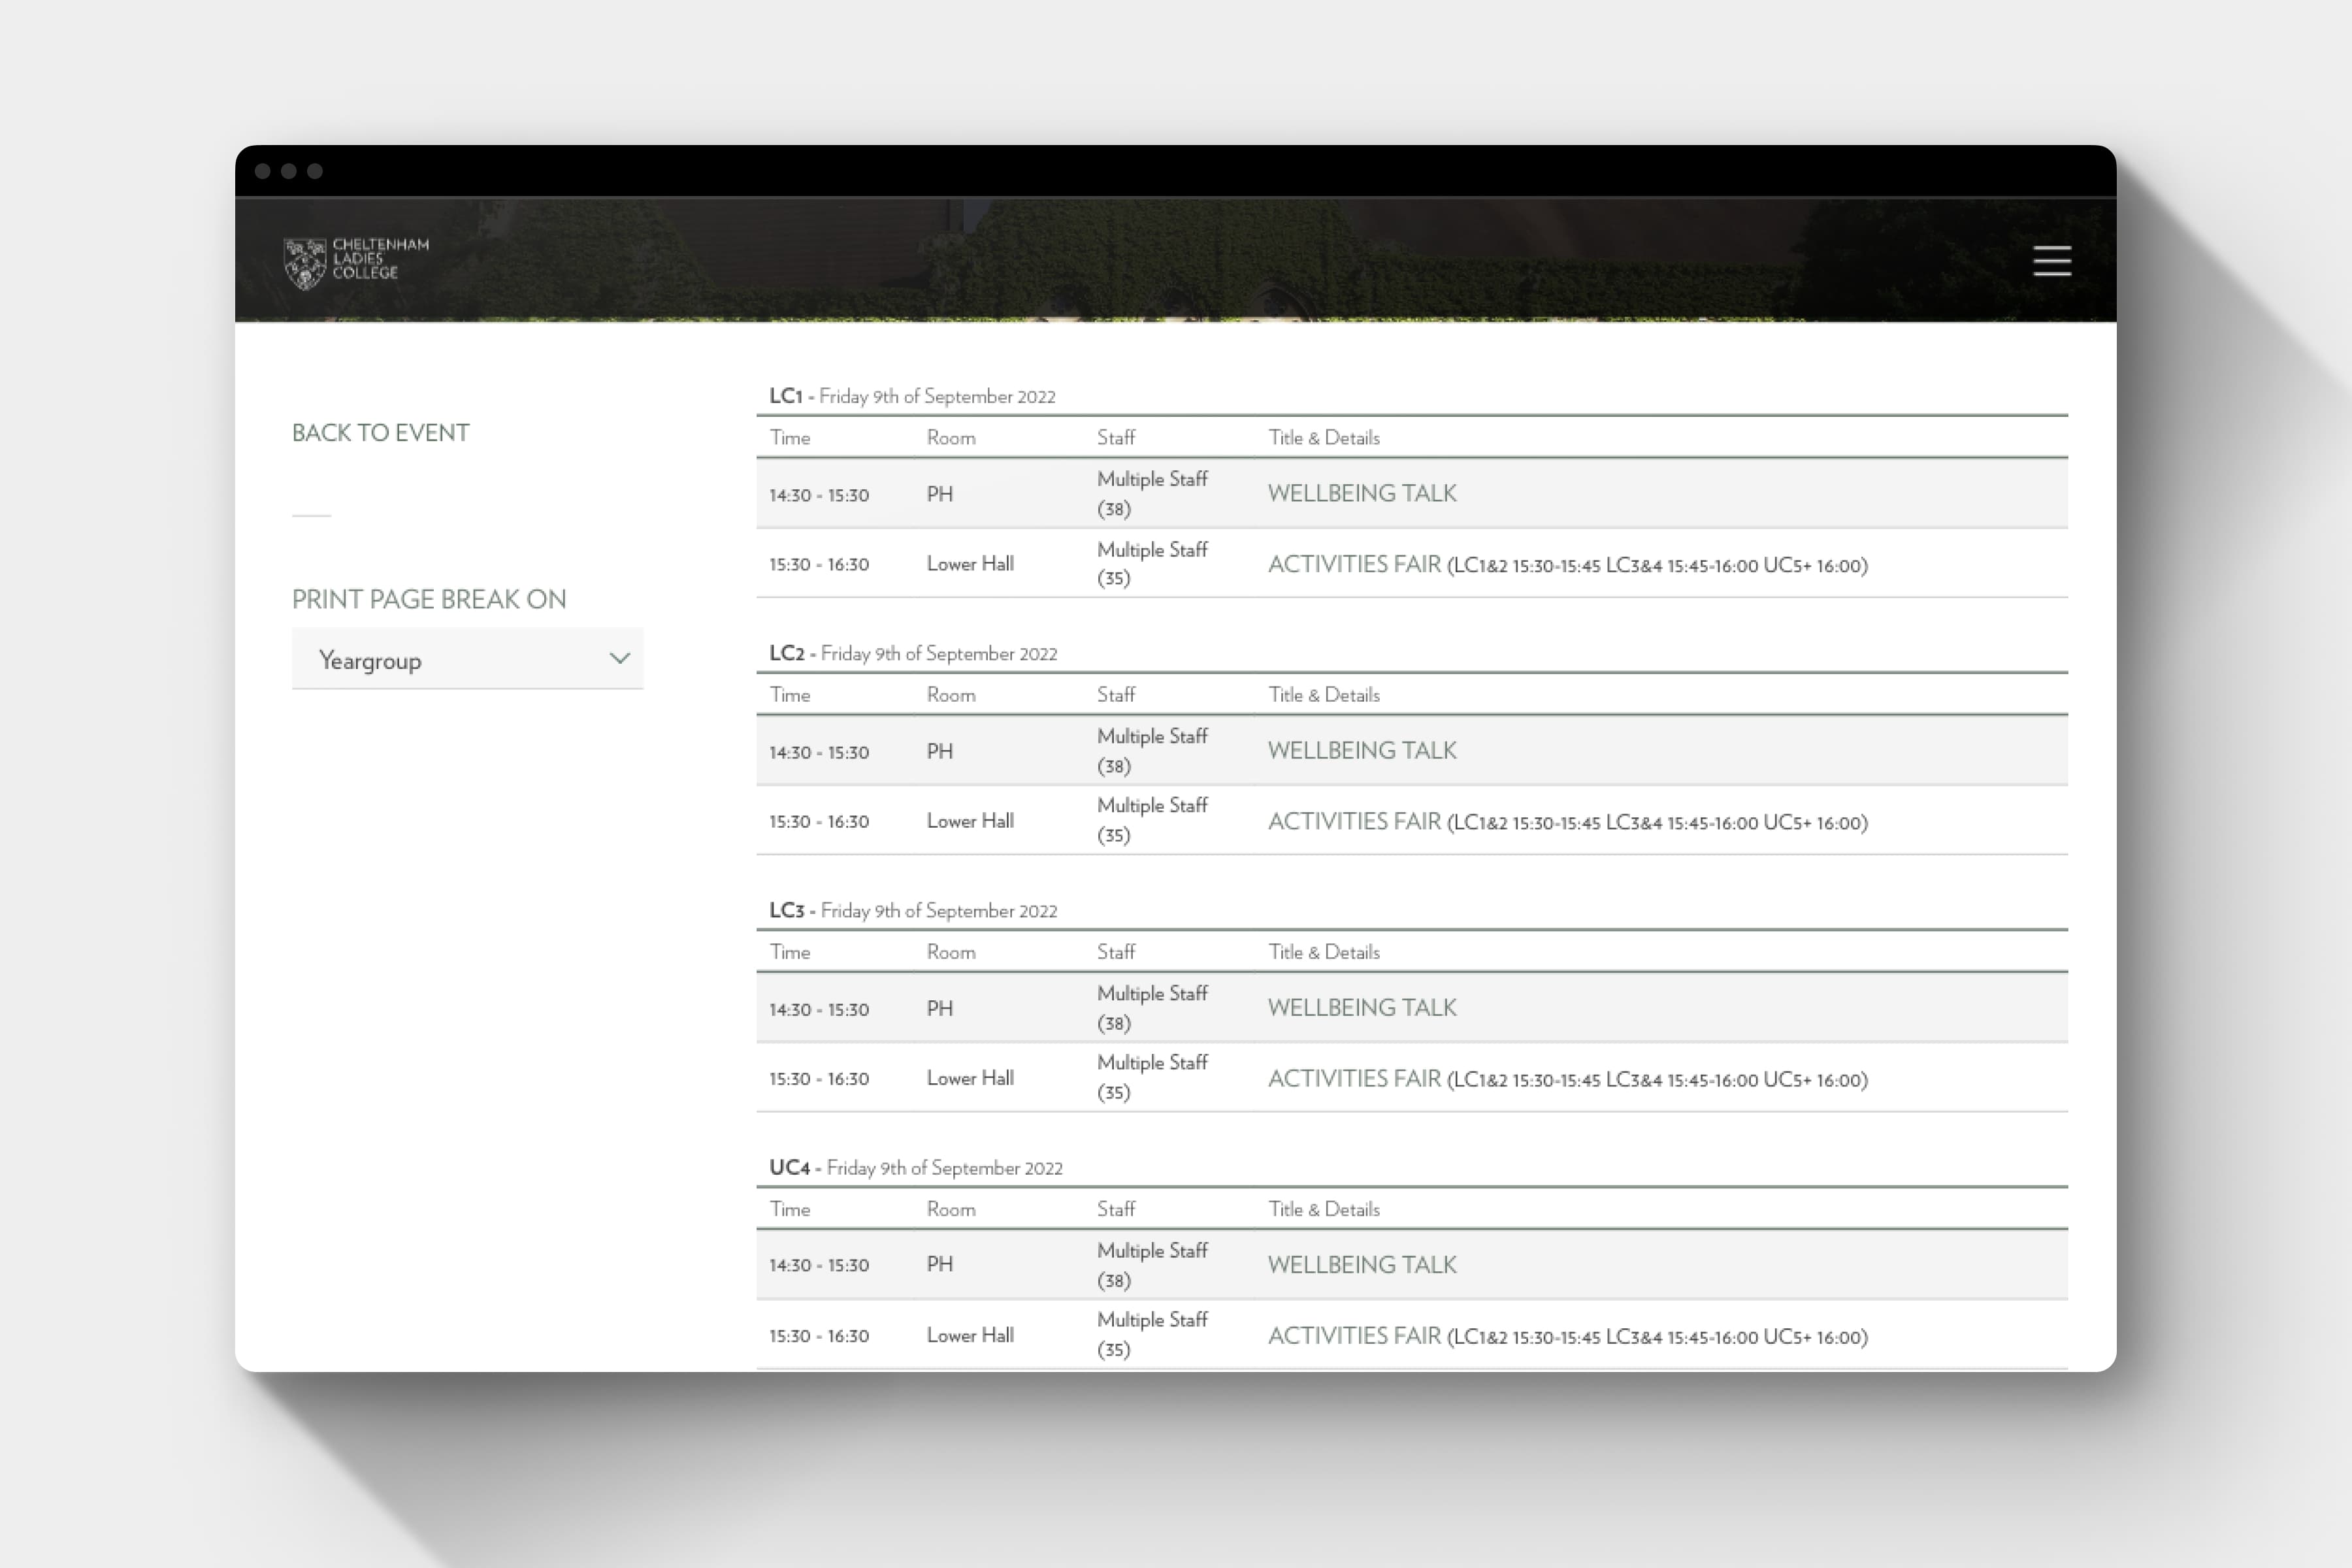 CHELTENHAM
LADIES'
COLLEGE
BACK TO EVENT
PRINT PAGE BREAK ON
Yeargroup
LC1 - Friday 9th of September 2022
Time Room Staff Title & Details
14:30 - 15:30 PH Multiple Staff (38) WELLBEING TALK
15:30 - 16:30 Lower Hall Multiple Staff (35) ACTIVITIES FAIR (LC1&2 15:30-15:45 LC3&4 15:45-16:00 UC5+ 16:00)
LC2 - Friday 9th of September 2022
Time Room Staff Title & Details
14:30 - 15:30 PH Multiple Staff (38) WELLBEING TALK
15:30 - 16:30 Lower Hall Multiple Staff (35) ACTIVITIES FAIR (LC1&2 15:30-15:45 LC3&4 15:45-16:00 UC5+ 16:00)
LC3 - Friday 9th of September 2022
Time Room Staff Title & Details
14:30 - 15:30 PH Multiple Staff (38) WELLBEING TALK
15:30 - 16:30 Lower Hall Multiple Staff (35) ACTIVITIES FAIR (LC1&2 15:30-15:45 LC3&4 15:45-16:00 UC5+ 16:00)
UC4 - Friday 9th of September 2022
Time Room Staff Title & Details
14:30 - 15:30 PH Multiple Staff (38) WELLBEING TALK
15:30 - 16:30 Lower Hall Multiple Staff (35) ACTIVITIES FAIR (LC1&2 15:30-15:45 LC3&4 15:45-16:00 UC5+ 16:00)